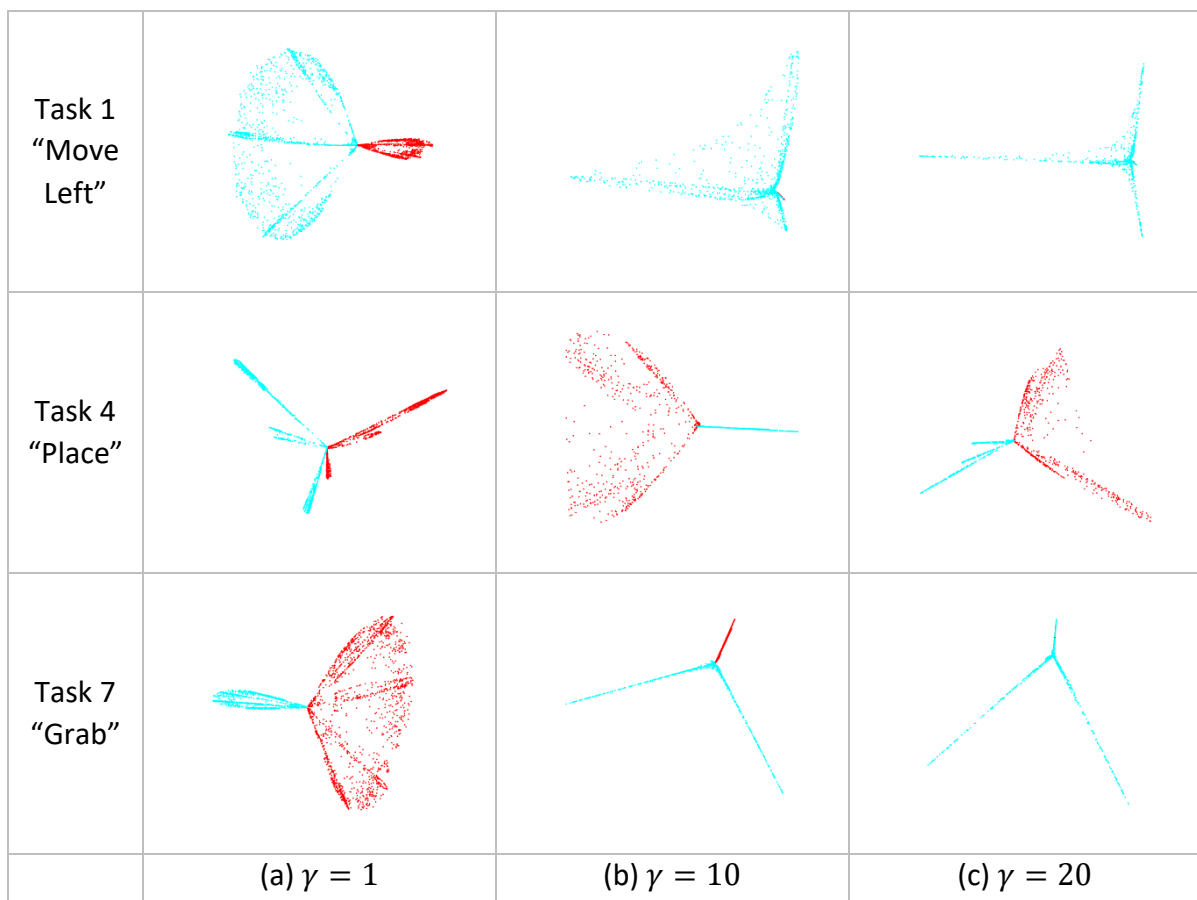 Task 1
“Move
Left”
Task 4
“Place”
Task 7
“Grab”
(a) γ = 1
(b) γ = 10
(c) γ = 20